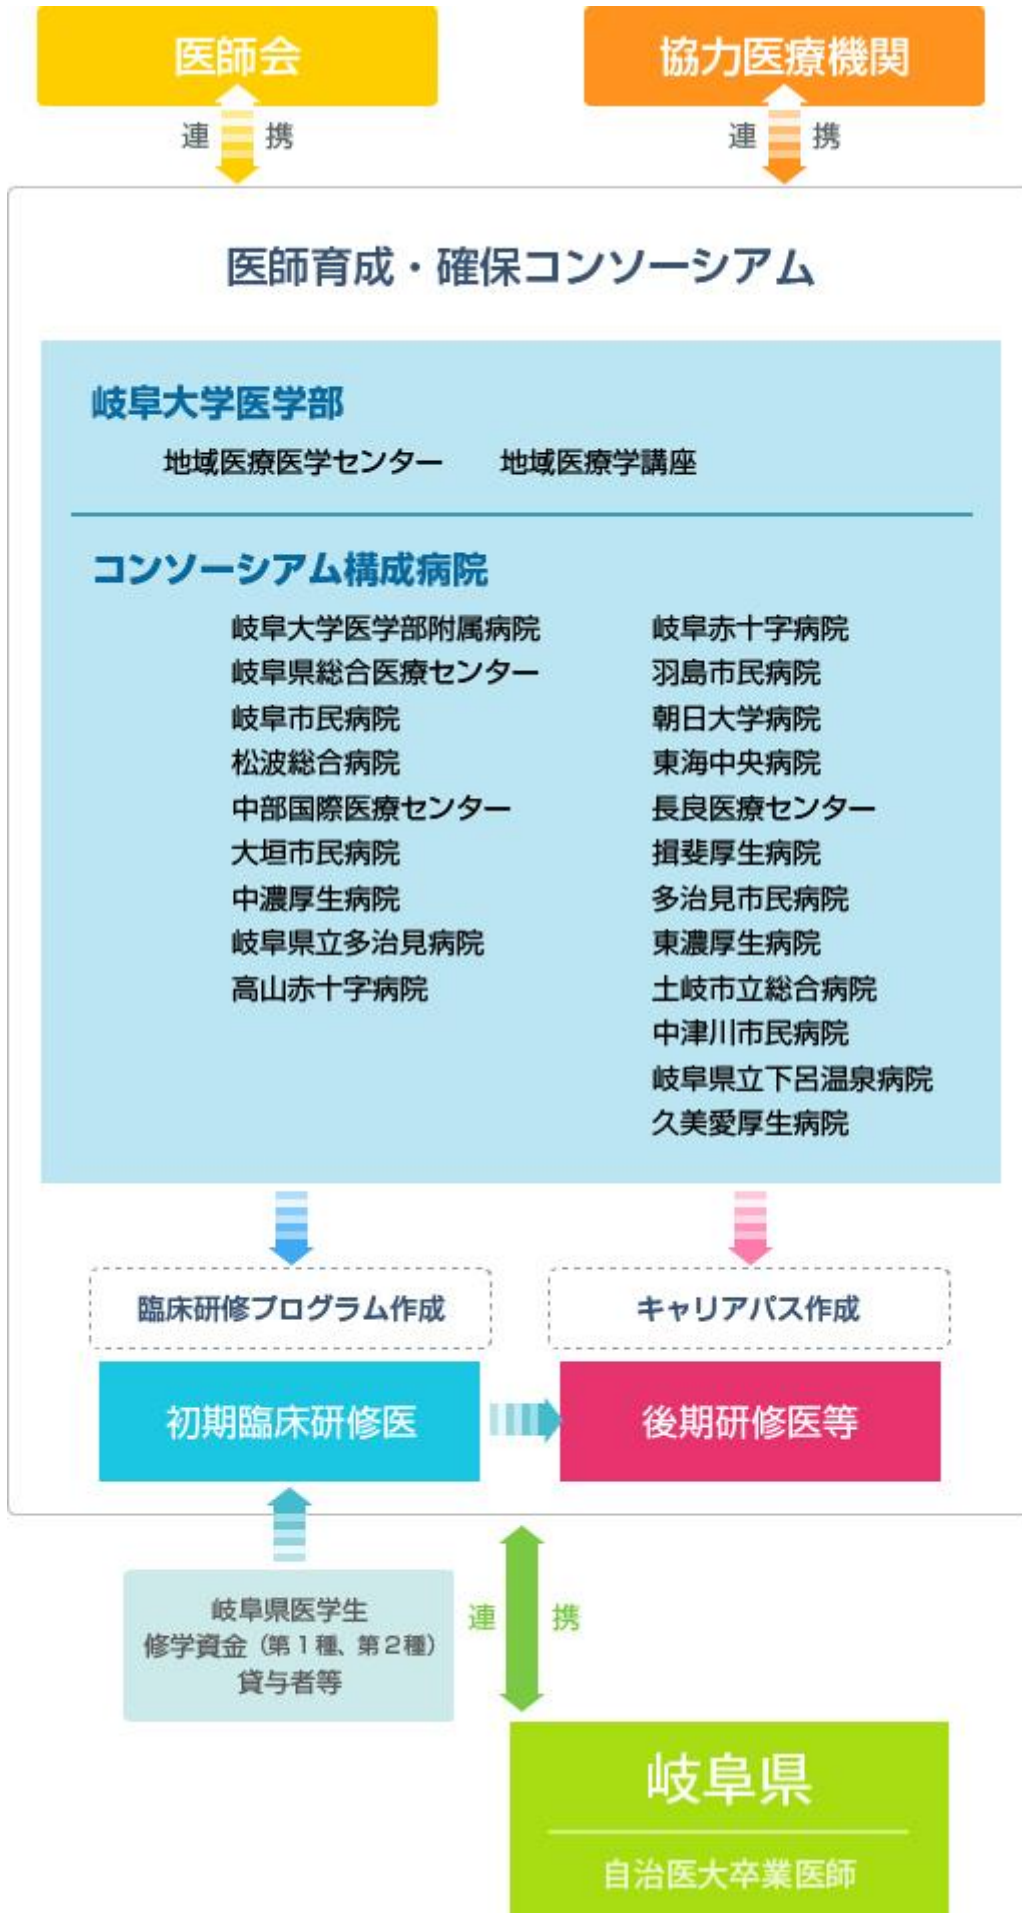 医師会
協力医療機関
連 携
連 携
医師育成・確保コンソーシアム
岐阜大学医学部
地域医療医学センター 地域医療学講座
コンソーシアム構成病院
岐阜大学医学部附属病院
岐阜県総合医療センター
岐阜市民病院
松波総合病院
中部国際医療センター
大垣市民病院
中濃厚生病院
岐阜県立多治見病院
高山赤十字病院
岐阜赤十字病院
羽島市民病院
朝日大学病院
東海中央病院
長良医療センター
揖斐厚生病院
多治見市民病院
東濃厚生病院
土岐市立総合病院
中津川市民病院
岐阜県立下呂温泉病院
久美愛厚生病院
臨床研修プログラム作成
キャリアパス作成
初期臨床研修医
後期研修医等
岐阜県医学生
修学資金（第１種、第２種）
貸与者等
連 携
岐阜県
自治医大卒業医師